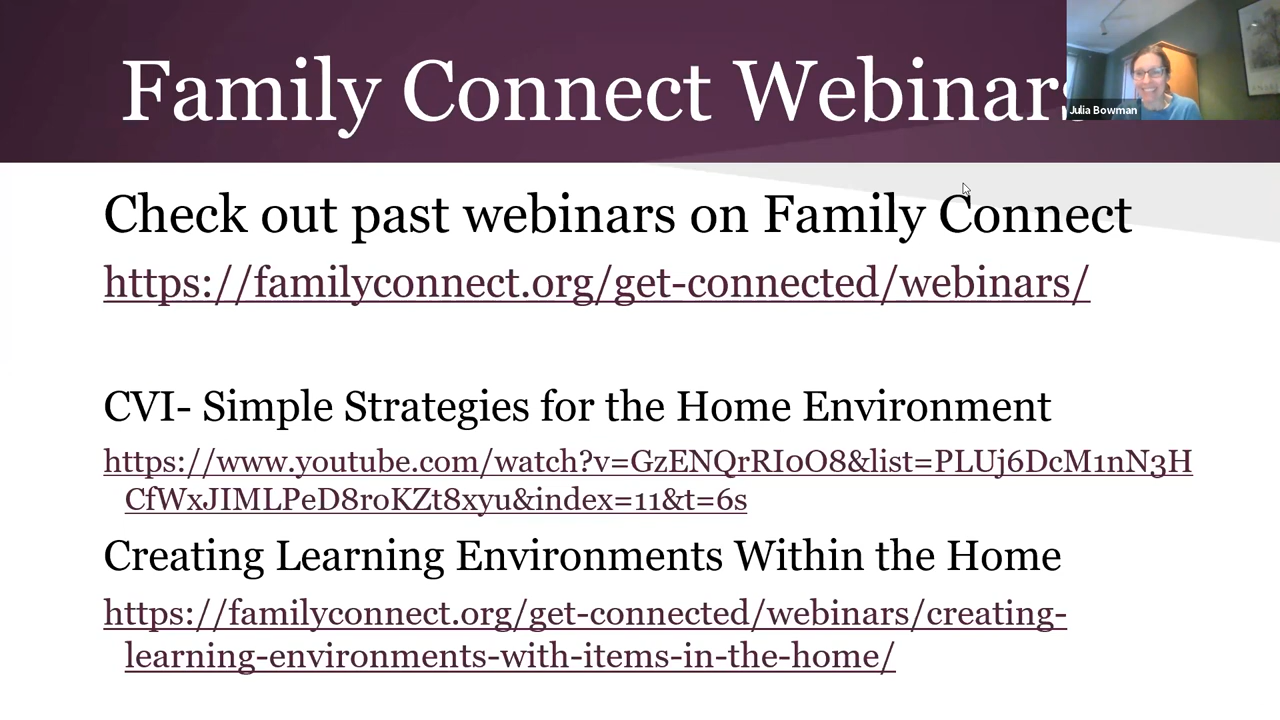 Family Connect Webinars
Julia Bowman
Check out past webinars on Family Connect
https://familyconnect.org/get-connected/webinars/
CVI- Simple Strategies for the Home Environment
https://www.youtube.com/watch?v=GzENQrRI0O8&list=PLUj6DcM1nN3H
CfWxJIMLPeD8roKZt8xyu&index=11&t=6s
Creating Learning Environments Within the Home
https://familyconnect.org/get-connected/webinars/creating-
learning-environments-with-items-in-the-home/